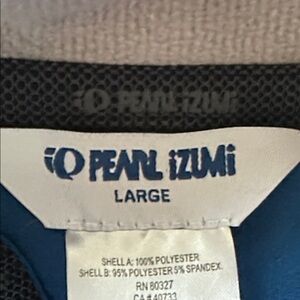 PEARL iZUMi
PEARL iZUMi
LARGE
SHELL A: 100% POLYESTER
SHELL B: 95% POLYESTER 5% SPANDEX
RN 80327
CA # 40733